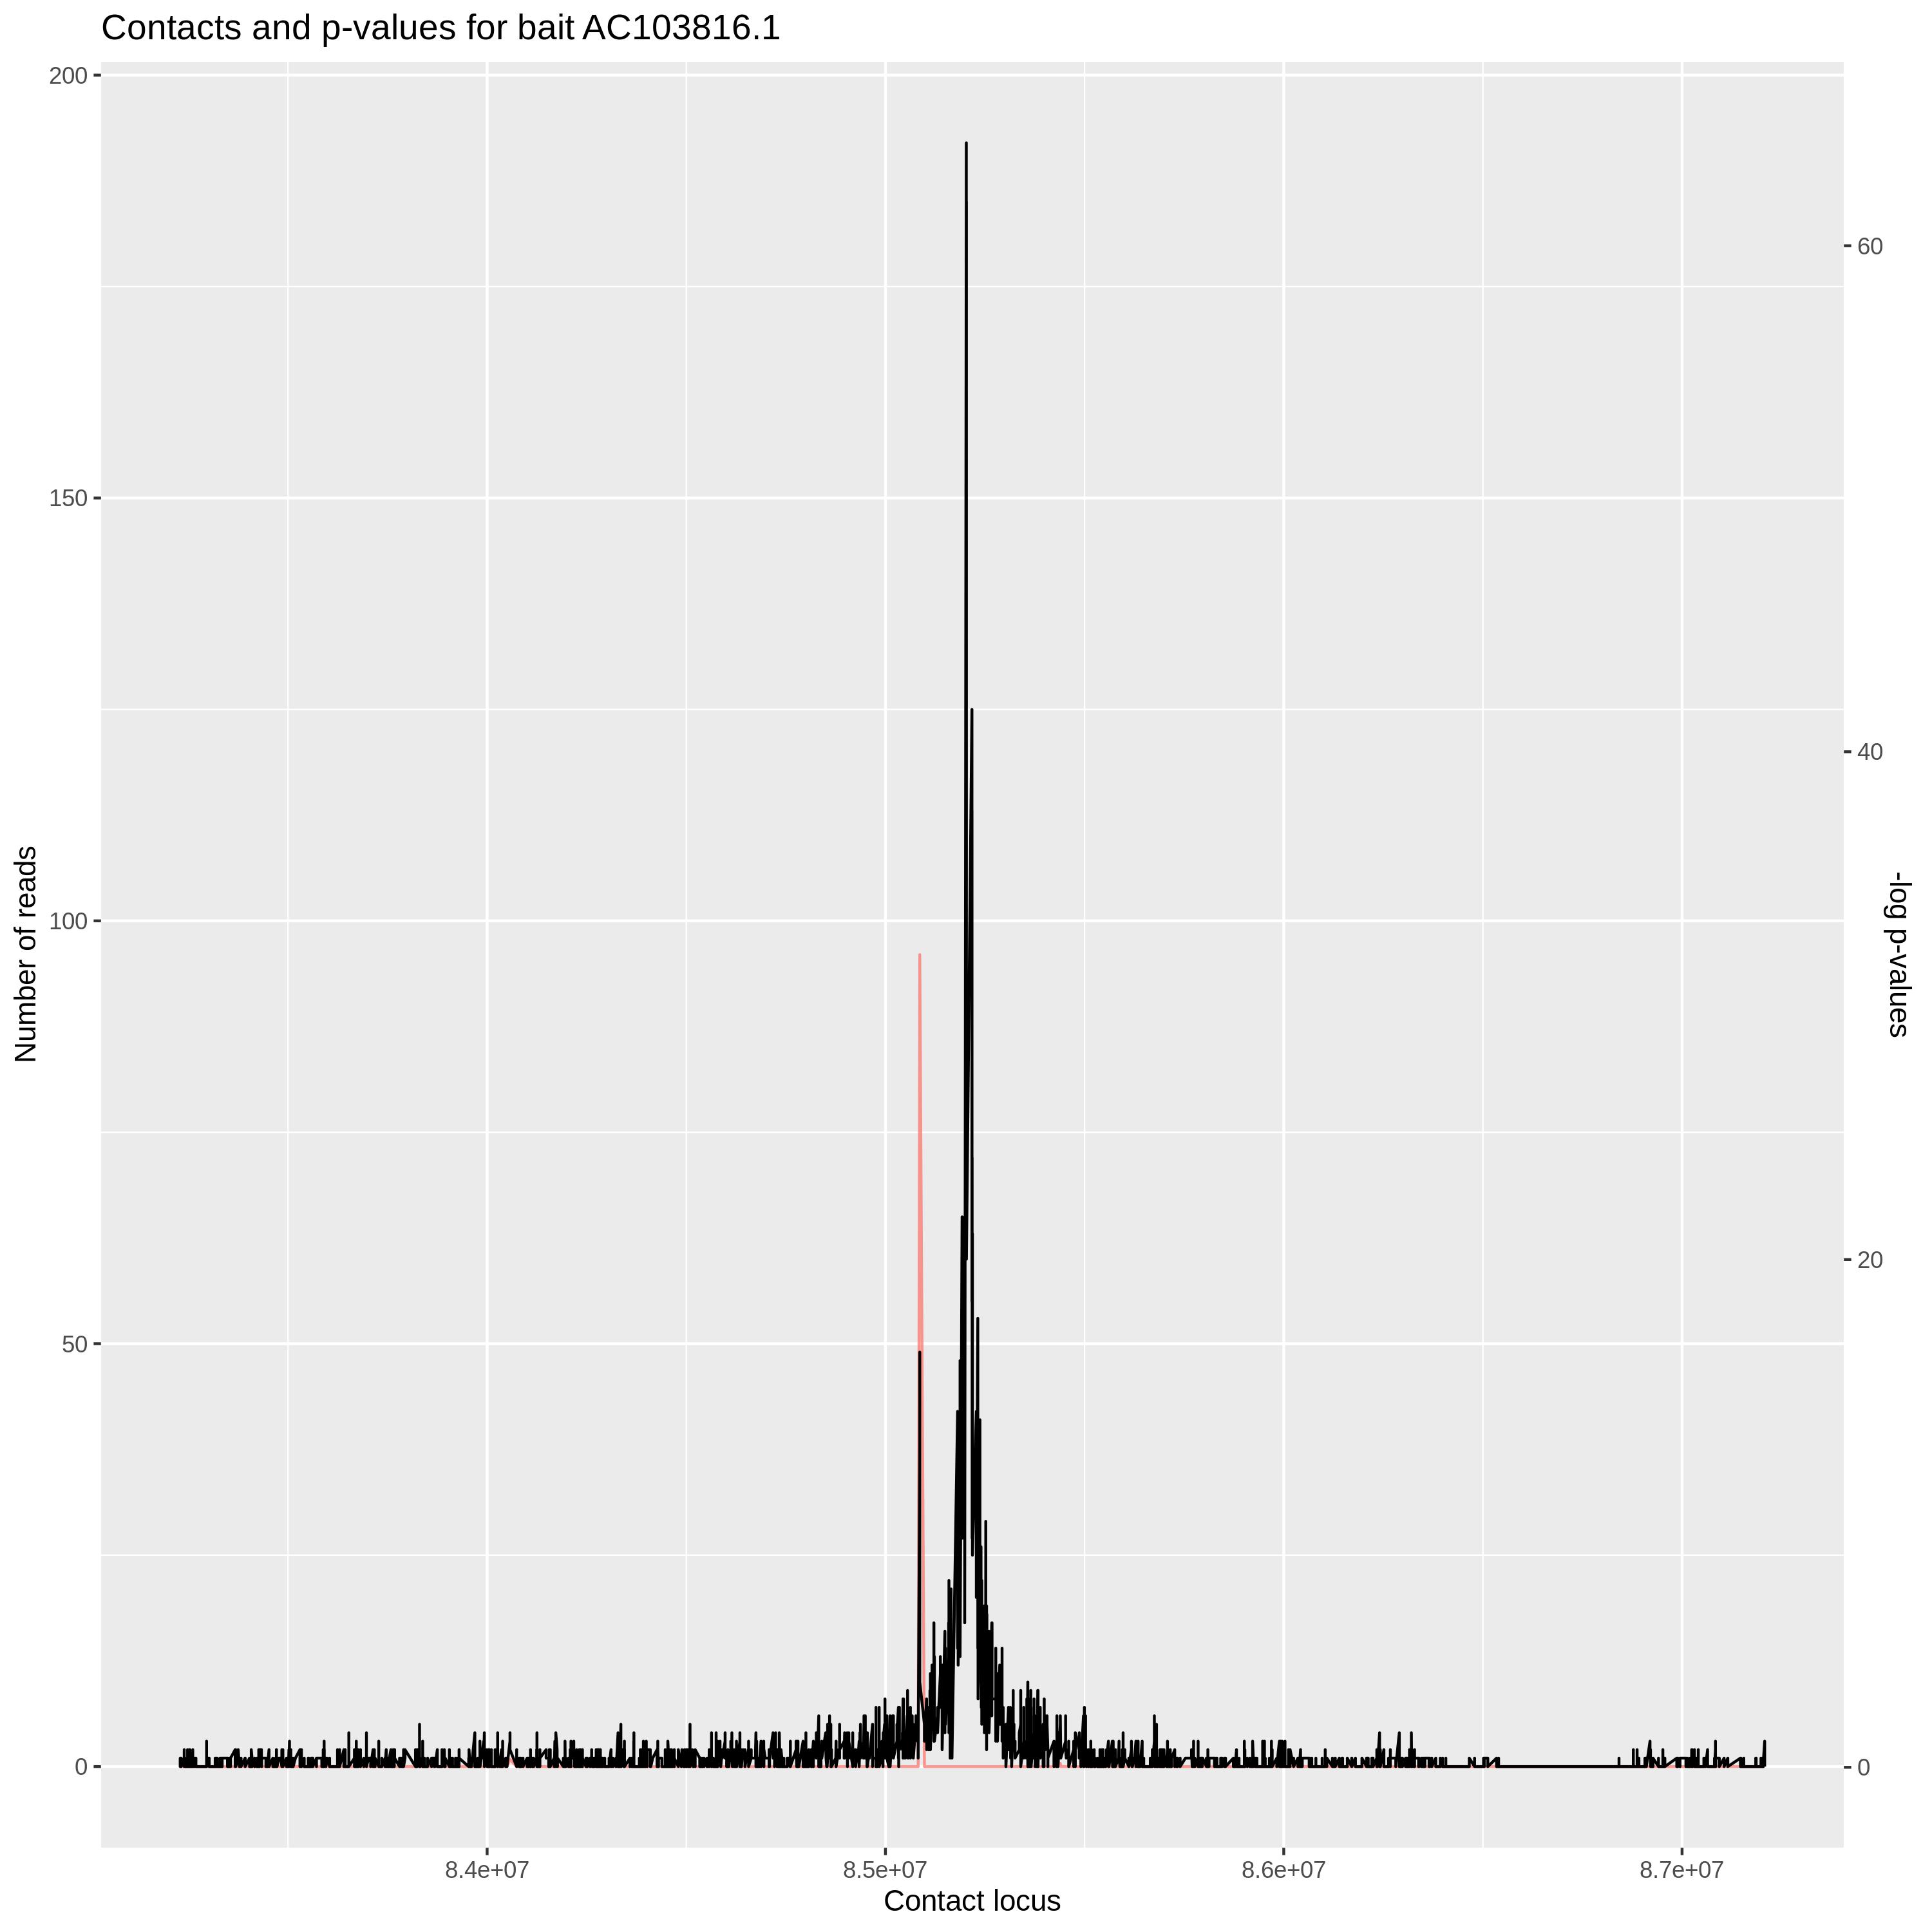 Contacts and p-values for bait AC103816.1
200
150
100
50
0
Number of reads
60
40
20
0
-log p-values
8.4e+07 8.5e+07 8.6e+07 8.7e+07
Contact locus